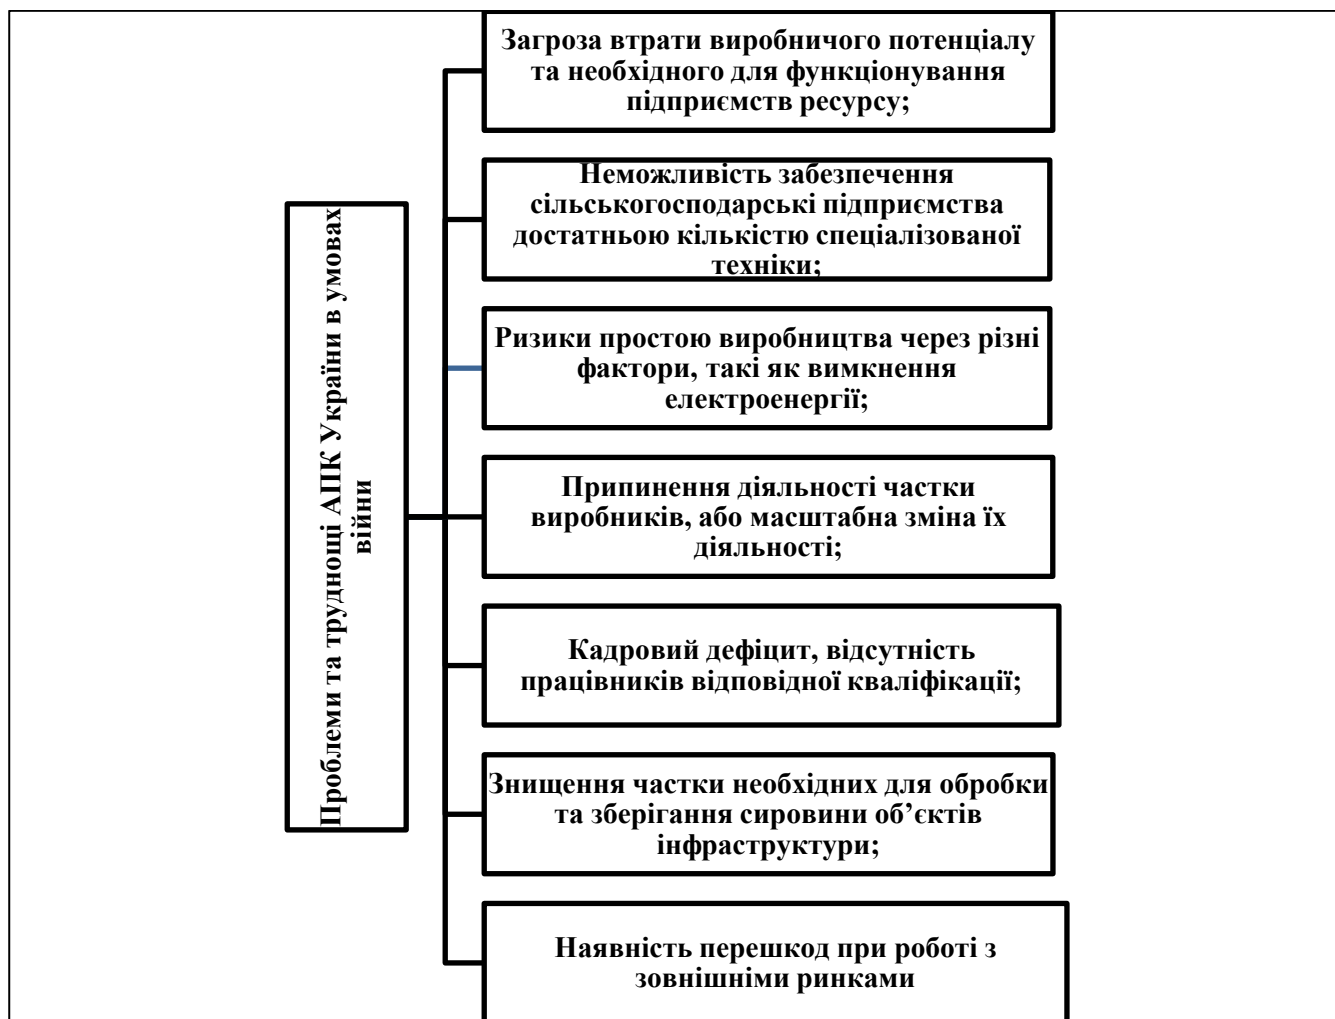 Проблеми та труднощі АПК України в умовах
війни
Загроза втрати виробничого потенціалу
та необхідного для функціонування
підприємств ресурсу;
Неможливість забезпечення
сільськогосподарські підприємства
достатньою кількістю спеціалізованої
техніки;
Ризики простою виробництва через різні
фактори, такі як вимкнення
електроенергії;
Припинення діяльності частки
виробників, або масштабна зміна їх
діяльності;
Кадровий дефіцит, відсутність
працівників відповідної кваліфікації;
Знищення частки необхідних для обробки
та зберігання сировини об’єктів
інфраструктури;
Наявність перешкод при роботі з
зовнішніми ринками